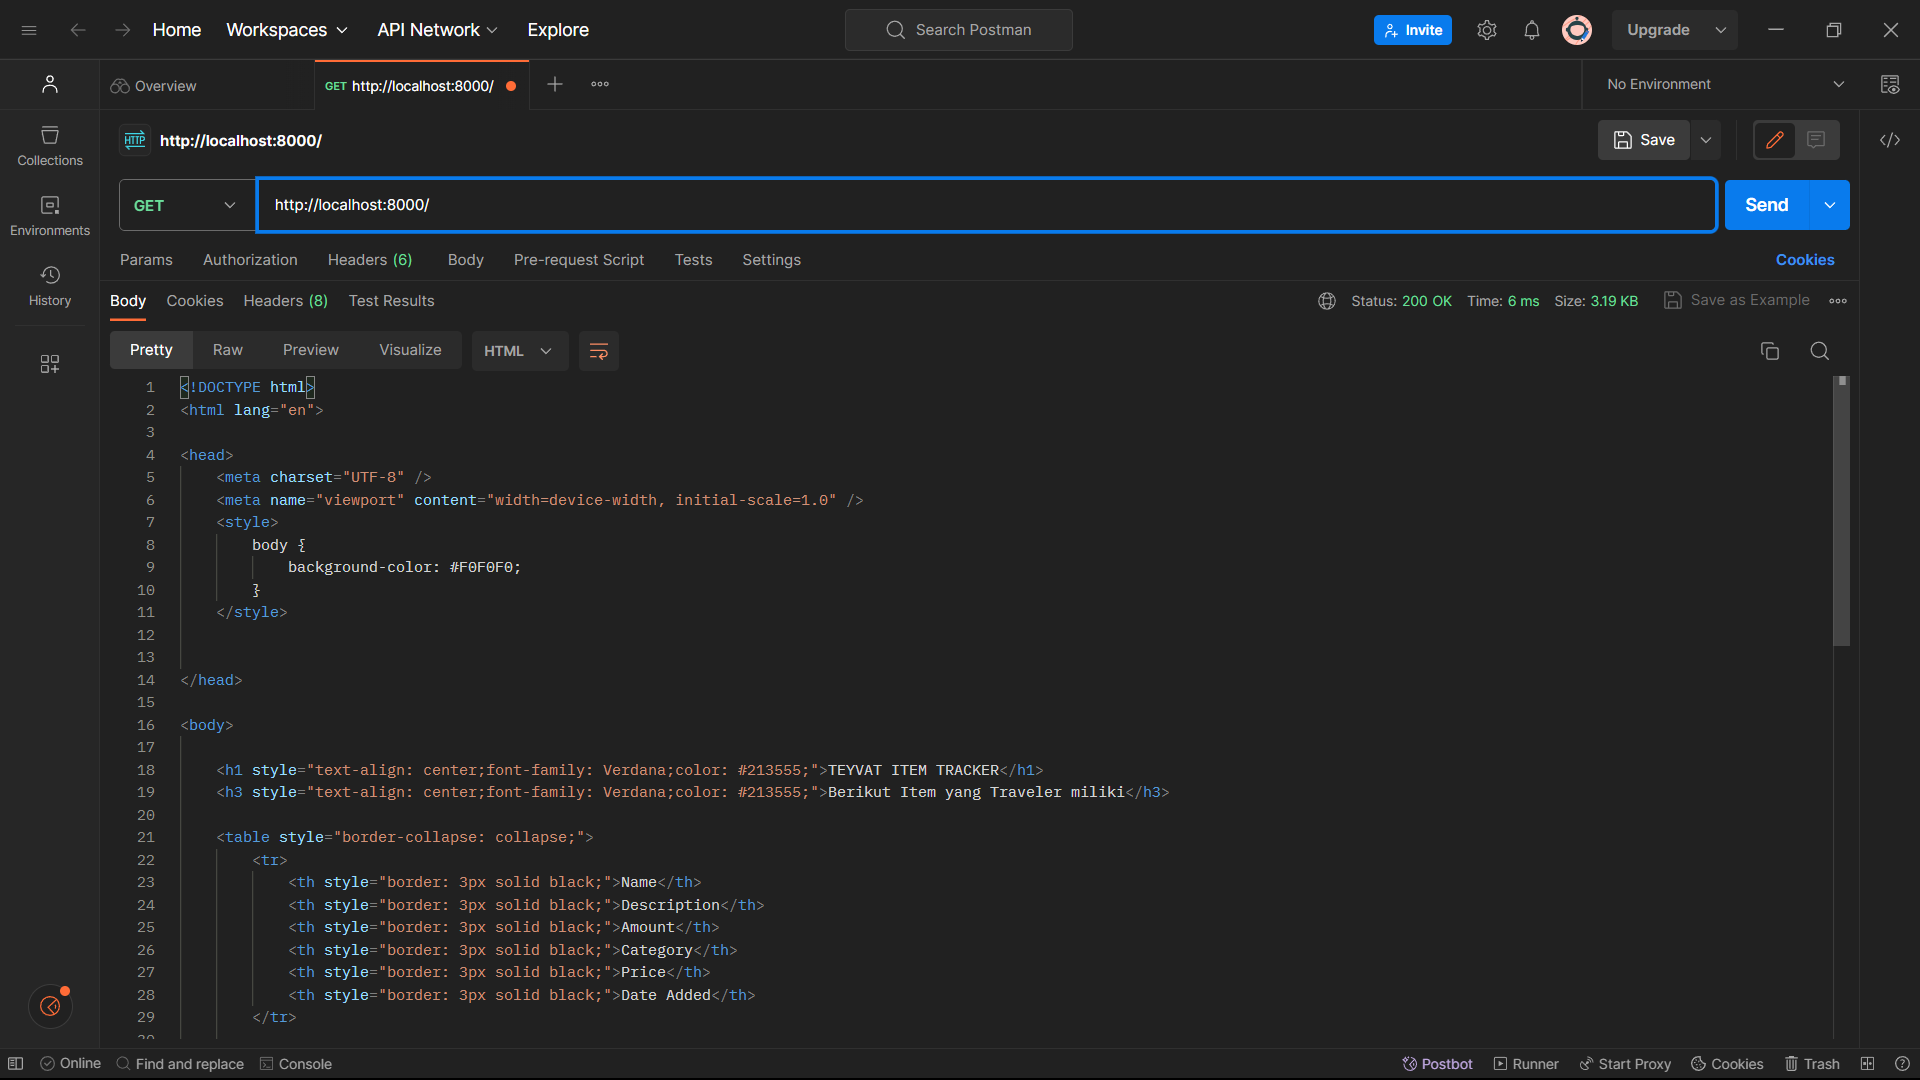 Home Workspaces API Network Explore Search Postman Invite Upgrade
Overview GET http://localhost:8000/ No Environment
HTTP http://localhost:8000/ Save
Collections
GET http://localhost:8000/ Send
Environments
Params Authorization Headers (6) Body Pre-request Script Tests Settings Cookies
History
Body Cookies Headers (8) Test Results Status: 200 OK Time: 6 ms Size: 3.19 KB Save as Example
Pretty Raw Preview Visualize HTML
1 <!DOCTYPE html>
2 <html lang="en">
3
4 <head>
5 <meta charset="UTF-8" />
6 <meta name="viewport" content="width=device-width, initial-scale=1.0" />
7 <style>
8 body {
9 background-color: #F0F0F0;
10 }
11 </style>
12
13
14 </head>
15
16 <body>
17
18 <h1 style="text-align: center;font-family: Verdana;color: #213555;">TEYVAT ITEM TRACKER</h1>
19 <h3 style="text-align: center;font-family: Verdana;color: #213555;">Berikut Item yang Traveler miliki</h3>
20
21 <table style="border-collapse: collapse;">
22 <tr>
23 <th style="border: 3px solid black;">Name</th>
24 <th style="border: 3px solid black;">Description</th>
25 <th style="border: 3px solid black;">Amount</th>
26 <th style="border: 3px solid black;">Category</th>
27 <th style="border: 3px solid black;">Price</th>
28 <th style="border: 3px solid black;">Date Added</th>
29 </tr>
30
Online Find and replace Console Postbot Runner Start Proxy Cookies Trash